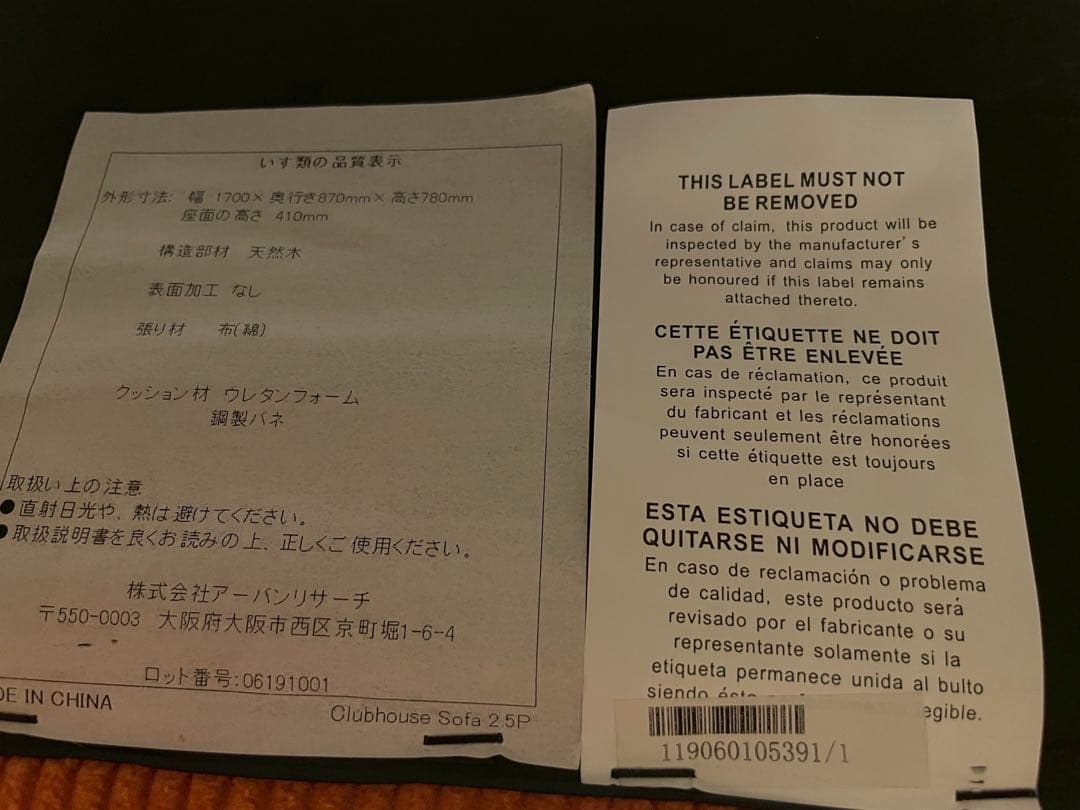 いす類の品質表示
外形寸法: 幅 1700×奥行き870mm×高さ780mm
座面の高さ 410mm
構造部材 天然木
表面加工 なし
張り材 布(綿)
クッション材 ウレタンフォーム
鋼製バネ
取扱い上の注意
●直射日光や、熱は避けてください。
●取扱説明書を良くお読みの上、正しくご使用ください。
株式会社アーバンリサーチ
〒550-0003 大阪府大阪市西区京町堀1-6-4
ロット番号:06191001
DE IN CHINA
Clubhouse Sofa 2.5P
THIS LABEL MUST NOT
BE REMOVED
In case of claim, this product will be
inspected by the manufacturer's
representative and claims may only
be honoured if this label remains
attached thereto.
CETTE ÉTIQUETTE NE DOIT
PAS ÊTRE ENLEVÉE
En cas de réclamation, ce produit
sera inspecté par le représentant
du fabricant et les réclamations
peuvent seulement être honorées
si cette étiquette est toujours
en place
ESTA ESTIQUETA NO DEBE
QUITARSE NI MODIFICARSE
En caso de reclamación o problema
de calidad, este producto será
revisado por el fabricante o su
representante solamente si la
etiqueta permanece unida al bulto
siendo ésta egible.
119060105391/1